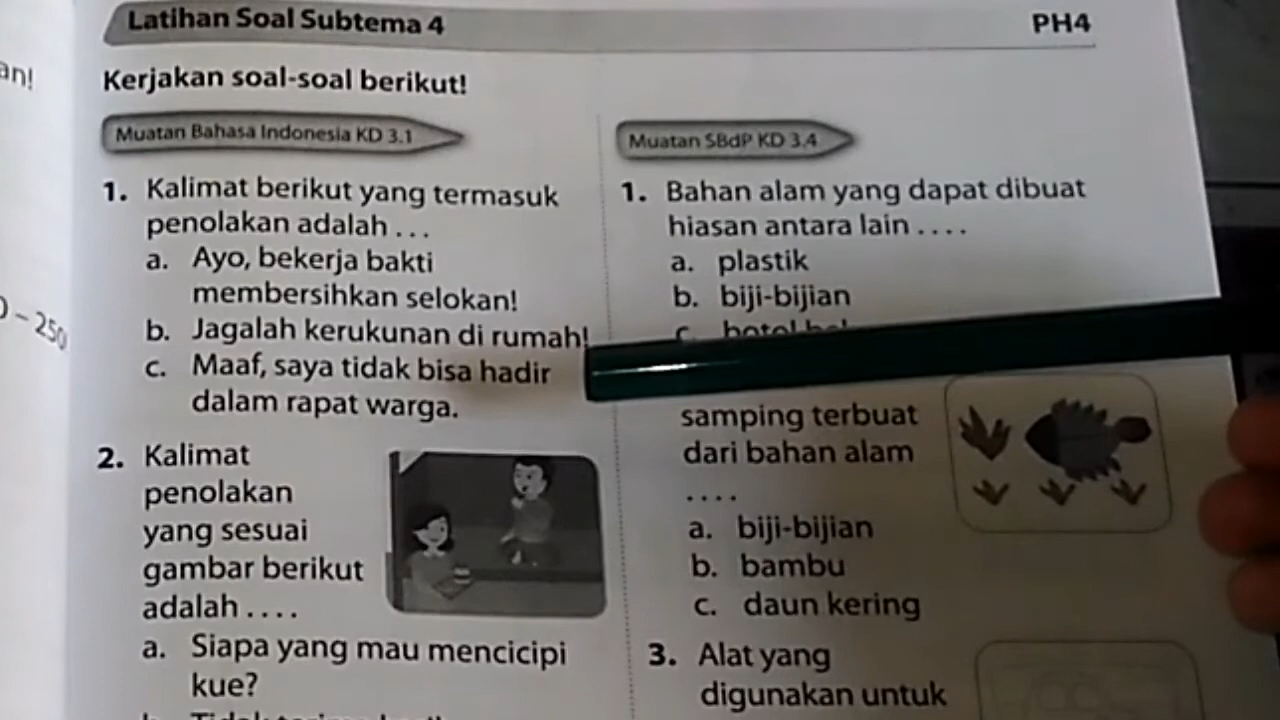 an!
– 250
Latihan Soal Subtema 4
PH4
Kerjakan soal-soal berikut!
Muatan Bahasa Indonesia KD 3.1
1. Kalimat berikut yang termasuk
penolakan adalah . . .
a. Ayo, bekerja bakti
membersihkan selokan!
b. Jagalah kerukunan di rumah!
c. Maaf, saya tidak bisa hadir
dalam rapat warga.
2. Kalimat
penolakan
yang sesuai
gambar berikut
adalah . . . .
a. Siapa yang mau mencicipi
kue?
Muatan SBdP KD 3.4
1. Bahan alam yang dapat dibuat
hiasan antara lain . . . .
a. plastik
b. biji-bijian
c. botol
samping terbuat
dari bahan alam
. . . .
a. biji-bijian
b. bambu
c. daun kering
3. Alat yang
digunakan untuk